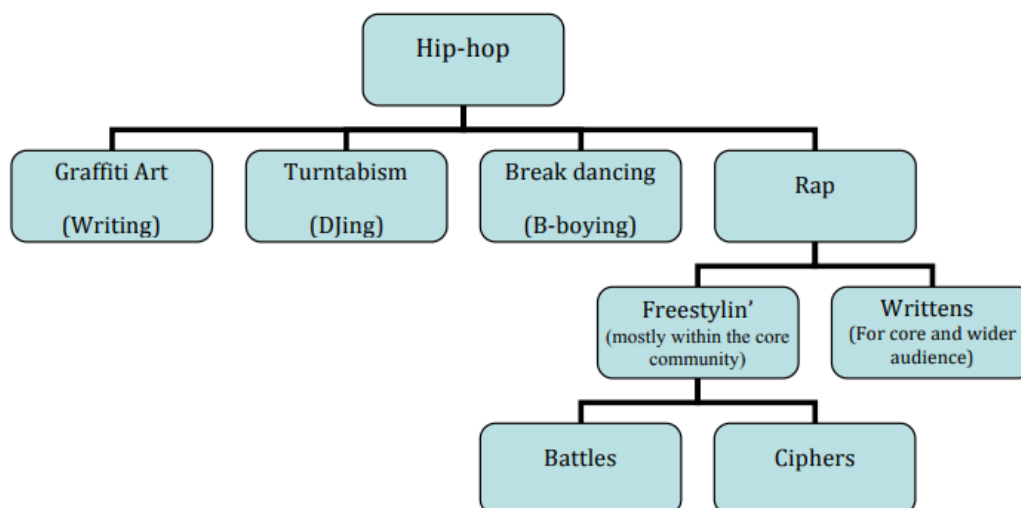 Hip-hop
Graffiti Art
(Writing)
Turntabism
(DJing)
Break dancing
(B-boying)
Rap
Freestylin’
(mostly within the core
community)
Writtens
(For core and wider
audience)
Battles
Ciphers